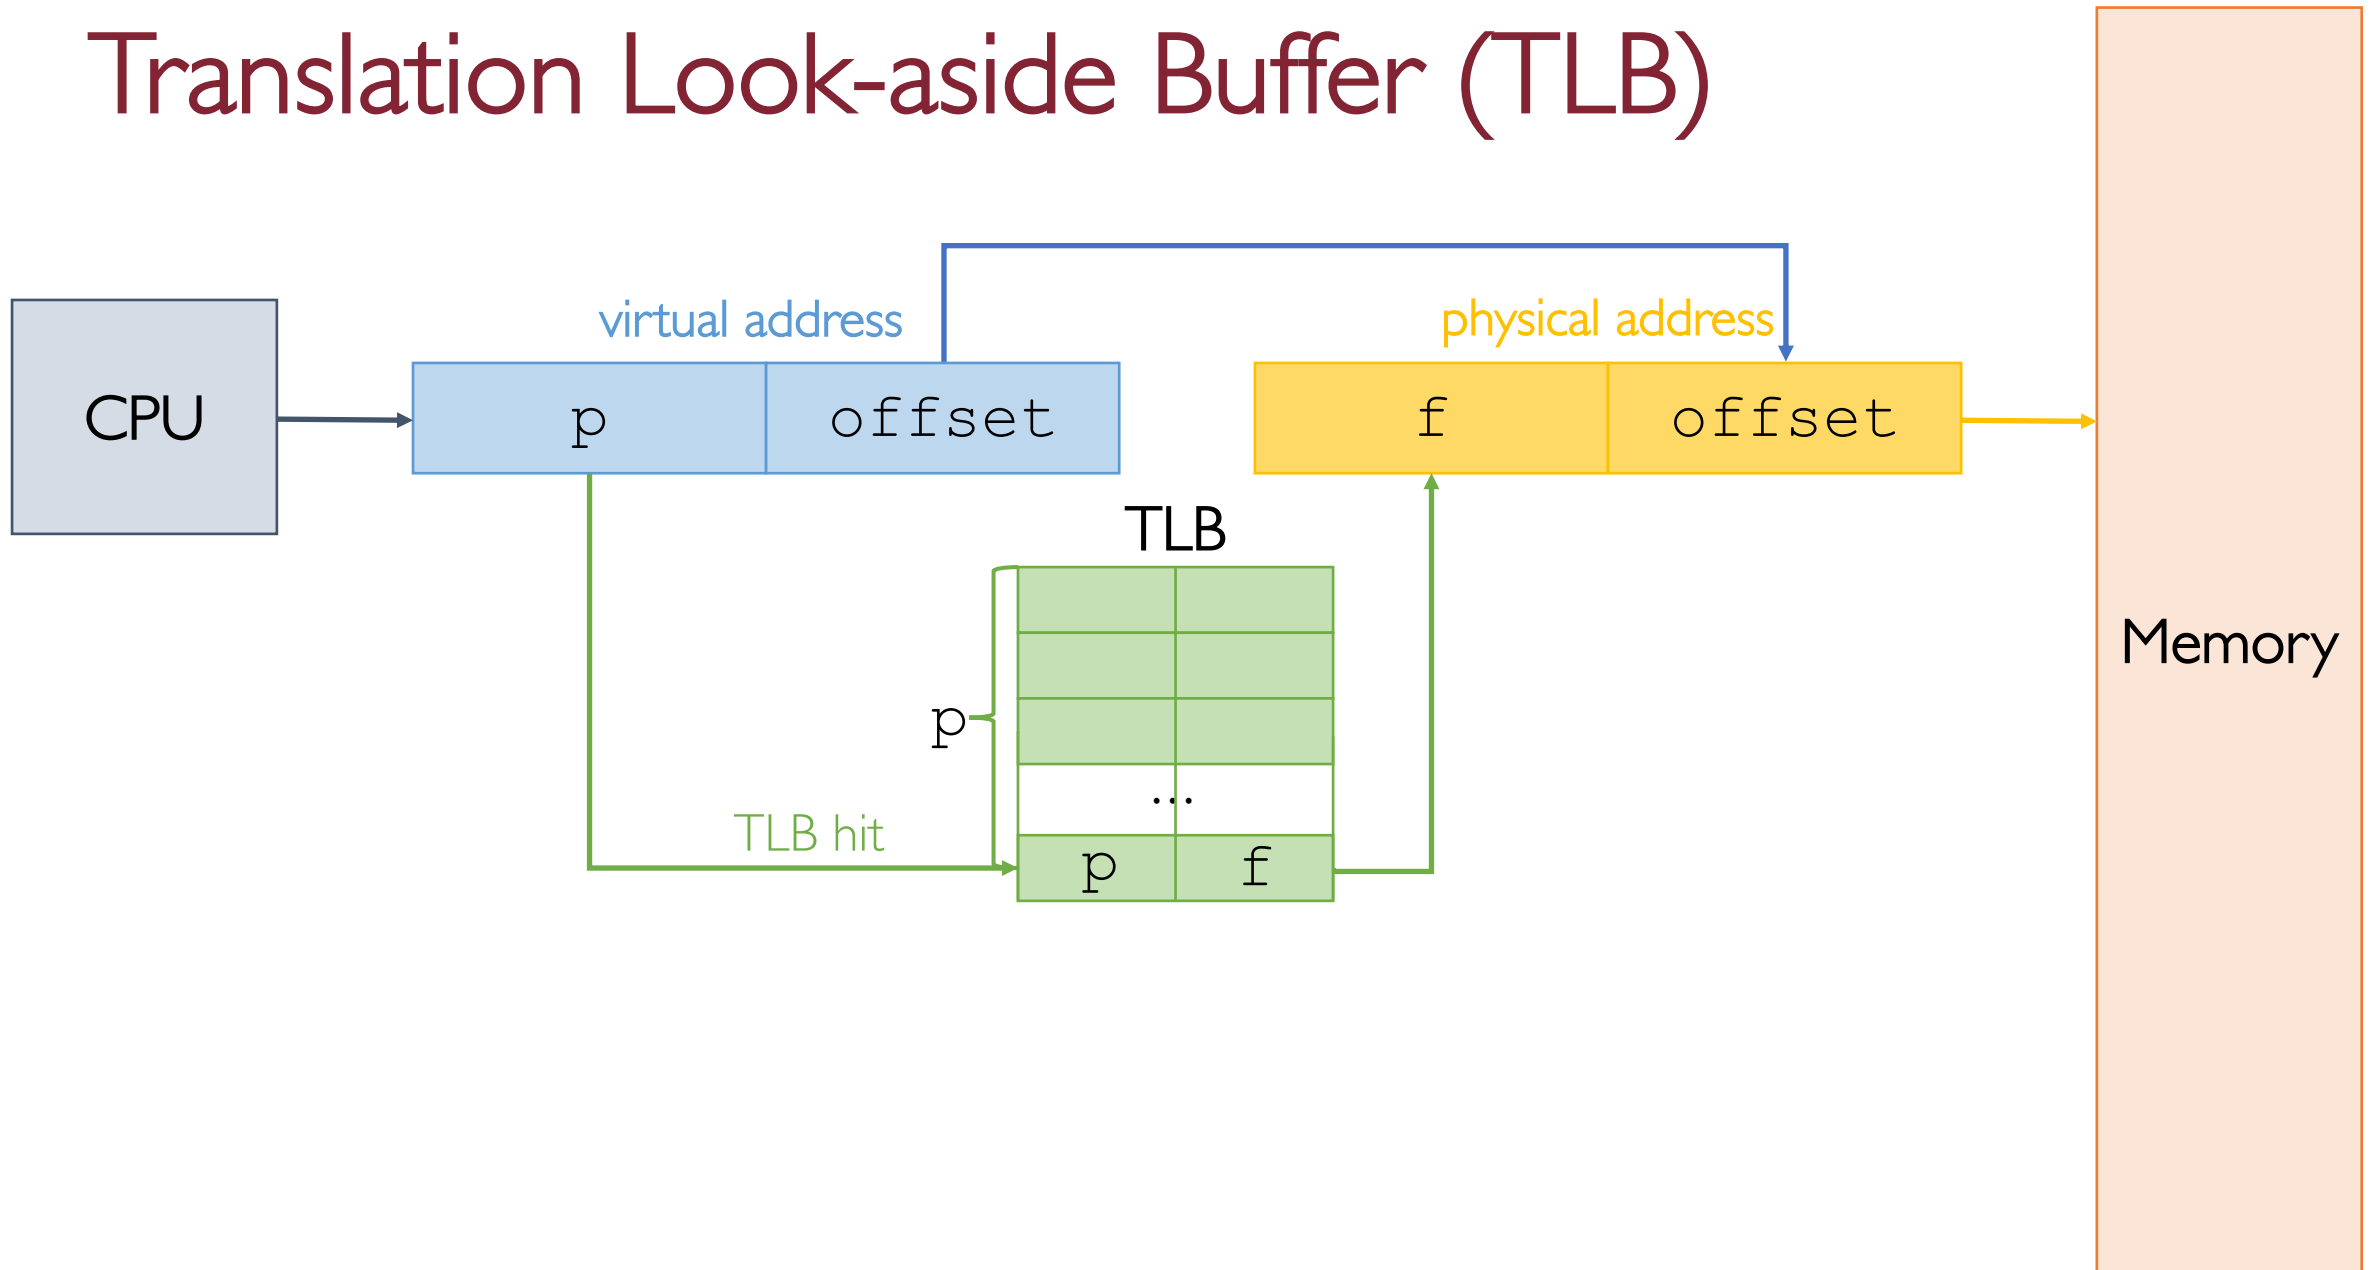 Translation Look-aside Buffer (TLB)
virtual address
physical address
CPU
p
offset
f
offset
TLB
Memory
p
...
TLB hit
p
f